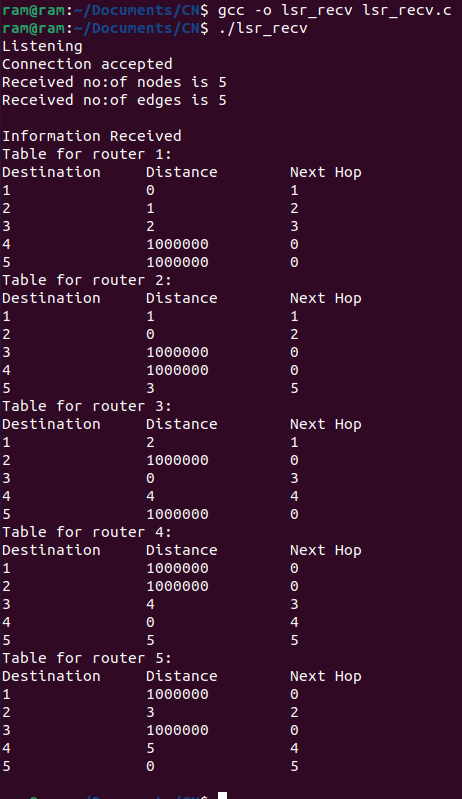 ram@ram:~/Documents/CN$ gcc -o lsr_recv lsr_recv.c
ram@ram:~/Documents/CN$ ./lsr_recv
Listening
Connection accepted
Received no:of nodes is 5
Received no:of edges is 5

Information Received
Table for router 1:
Destination Distance Next Hop
1 0 1
2 1 2
3 2 3
4 1000000 0
5 1000000 0
Table for router 2:
Destination Distance Next Hop
1 1 1
2 0 2
3 1000000 0
4 1000000 0
5 3 5
Table for router 3:
Destination Distance Next Hop
1 2 1
2 1000000 0
3 0 3
4 4 4
5 1000000 0
Table for router 4:
Destination Distance Next Hop
1 1000000 0
2 1000000 0
3 4 3
4 0 4
5 5 5
Table for router 5:
Destination Distance Next Hop
1 1000000 0
2 3 2
3 1000000 0
4 5 4
5 0 5